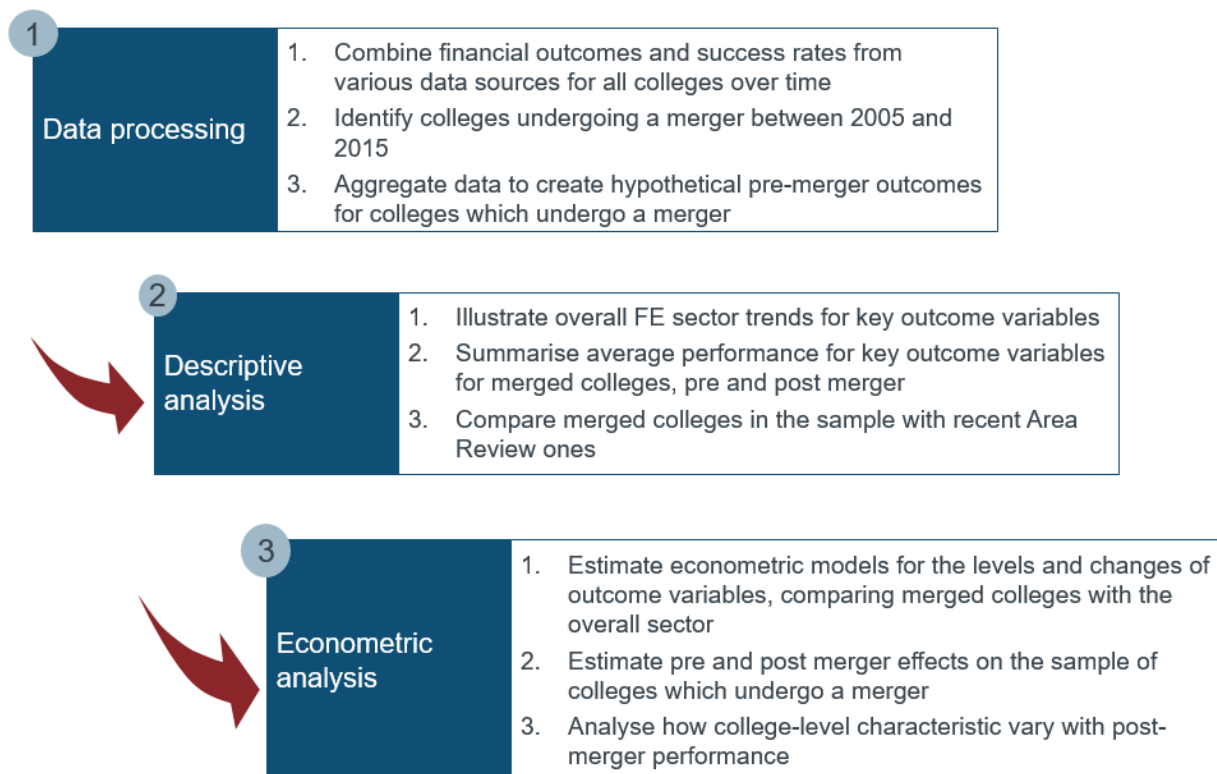 1
Data processing
1. Combine financial outcomes and success rates from
various data sources for all colleges over time
2. Identify colleges undergoing a merger between 2005 and
2015
3. Aggregate data to create hypothetical pre-merger outcomes
for colleges which undergo a merger
2
Descriptive
analysis
1. Illustrate overall FE sector trends for key outcome variables
2. Summarise average performance for key outcome variables
for merged colleges, pre and post merger
3. Compare merged colleges in the sample with recent Area
Review ones
3
Econometric
analysis
1. Estimate econometric models for the levels and changes of
outcome variables, comparing merged colleges with the
overall sector
2. Estimate pre and post merger effects on the sample of
colleges which undergo a merger
3. Analyse how college-level characteristic vary with post-
merger performance